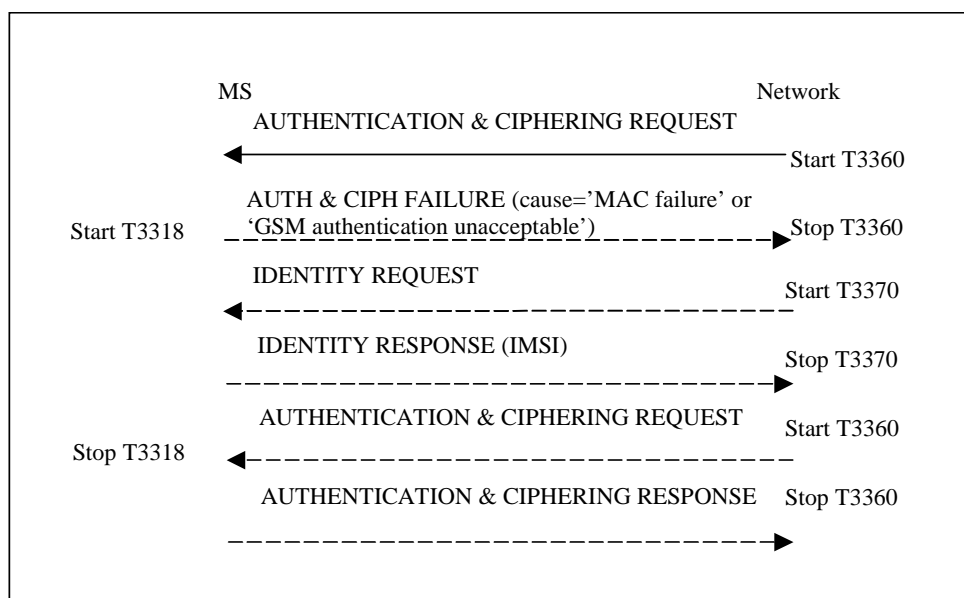 MS Network
AUTHENTICATION & CIPHERING REQUEST
Start T3360
AUTH & CIPH FAILURE (cause=’MAC failure’ or
‘GSM authentication unacceptable’)
Start T3318
Stop T3360
IDENTITY REQUEST
Start T3370
IDENTITY RESPONSE (IMSI)
Stop T3370
AUTHENTICATION & CIPHERING REQUEST
Start T3360
Stop T3318
AUTHENTICATION & CIPHERING RESPONSE
Stop T3360